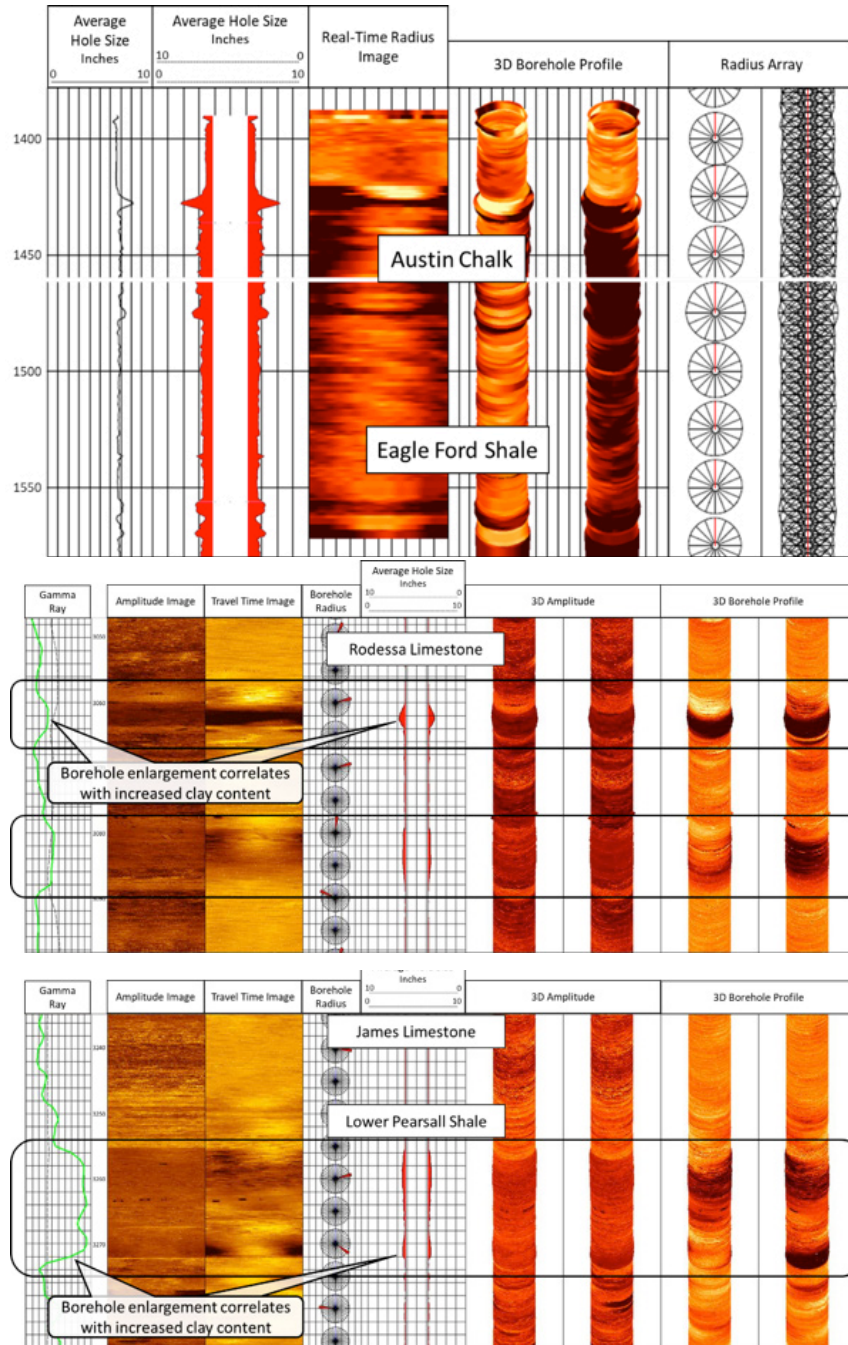 Average
Hole Size
Inches
0 10
Average Hole Size
Inches
10 0
0 10
Real-Time Radius
Image
3D Borehole Profile
Radius Array
1400
1450
1500
1550
Austin Chalk
Eagle Ford Shale
Gamma
Ray
Amplitude Image
Travel Time Image
Borehole
Radius
Average Hole Size
Inches
10 0
0 10
3D Amplitude
3D Borehole Profile
Rodessa Limestone
Borehole enlargement correlates
with increased clay content
Gamma
Ray
Amplitude Image
Travel Time Image
Borehole
Radius
Inches
10 0
0 10
3D Amplitude
3D Borehole Profile
James Limestone
3240
3250
Lower Pearsall Shale
3260
3270
Borehole enlargement correlates
with increased clay content